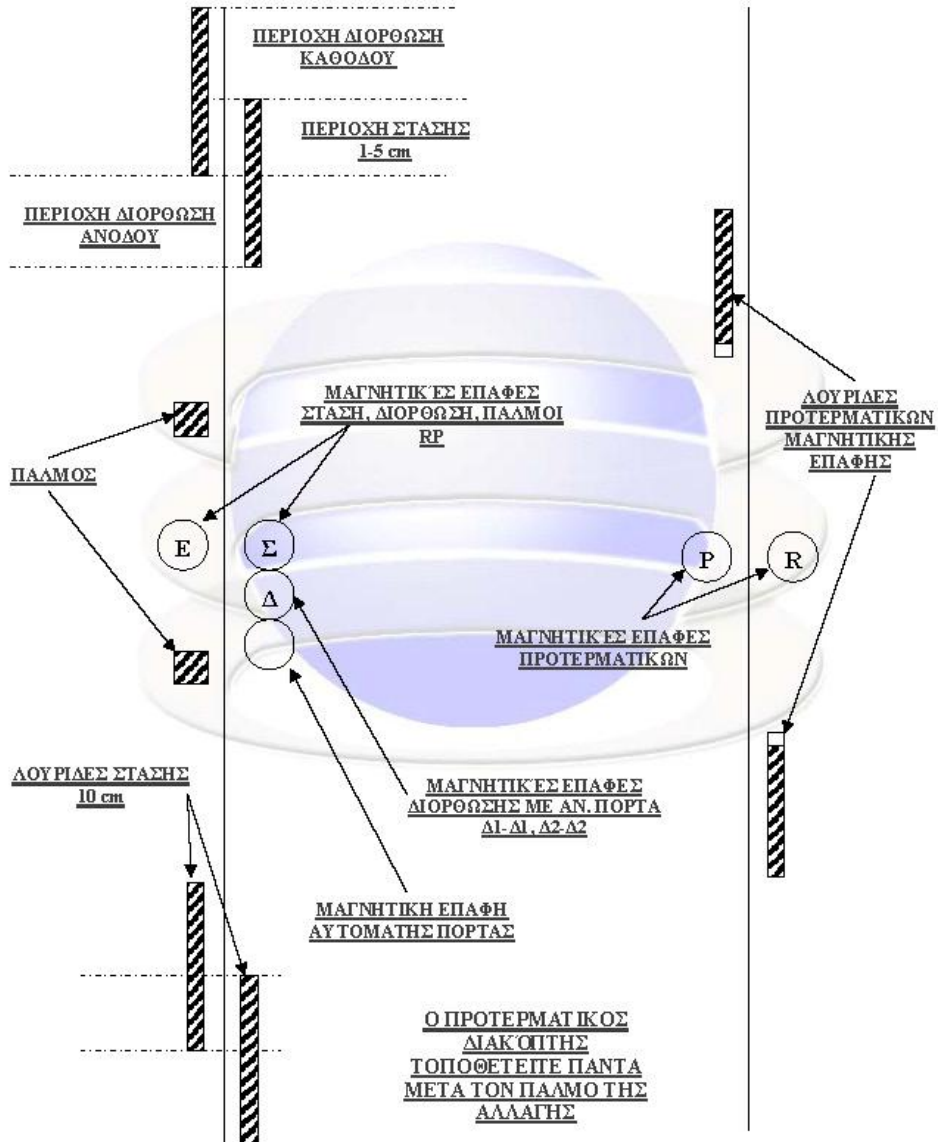 ΠΕΡΙΟΧΗ ΔΙΟΡΘΩΣΗ
ΚΑΘΟΔΟΥ
ΠΕΡΙΟΧΗ ΣΤΑΣΗΣ
1-5 cm
ΠΕΡΙΟΧΗ ΔΙΟΡΘΩΣΗ
ΑΝΟΔΟΥ
ΜΑΓΝΗΤΙΚΈΣ ΕΠΑΦΕΣ
ΣΤΑΣΗ, ΔΙΟΡΘΩΣΗ, ΠΑΛΜΟΙ
RP
ΛΟΥΡΙΔΕΣ
ΠΡΟΤΕΡΜΑΤΙΚΩΝ
ΜΑΓΝΗΤΙΚΗΣ
ΕΠΑΦΗΣ
ΠΑΛΜΟΣ
Ε
Σ
Δ
P
R
ΜΑΓΝΗΤΙΚΈΣ ΕΠΑΦΕΣ
ΠΡΟΤΕΡΜΑΤΙΚΩΝ
ΛΟΥΡΙΔΕΣ ΣΤΑΣΗΣ
10 cm
ΜΑΓΝΗΤΙΚΈΣ ΕΠΑΦΕΣ
ΔΙΟΡΘΩΣΗΣ ΜΕ ΑΝ. ΠΟΡΤΑ
Δ1-Δ1, Δ2-Δ2
ΜΑΓΝΗΤΙΚΗ ΕΠΑΦΗ
ΑΥΤΟΜΑΤΗΣ ΠΟΡΤΑΣ
Ο ΠΡΟΤΕΡΜΑΤΙΚΟΣ
ΔΙΑΚΌΠΤΗΣ
ΤΟΠΟΘΕΤΕΙΤΕ ΠΑΝΤΑ
ΜΕΤΑ ΤΟΝ ΠΑΛΜΟ ΤΗΣ
ΑΛΛΑΓΗΣ